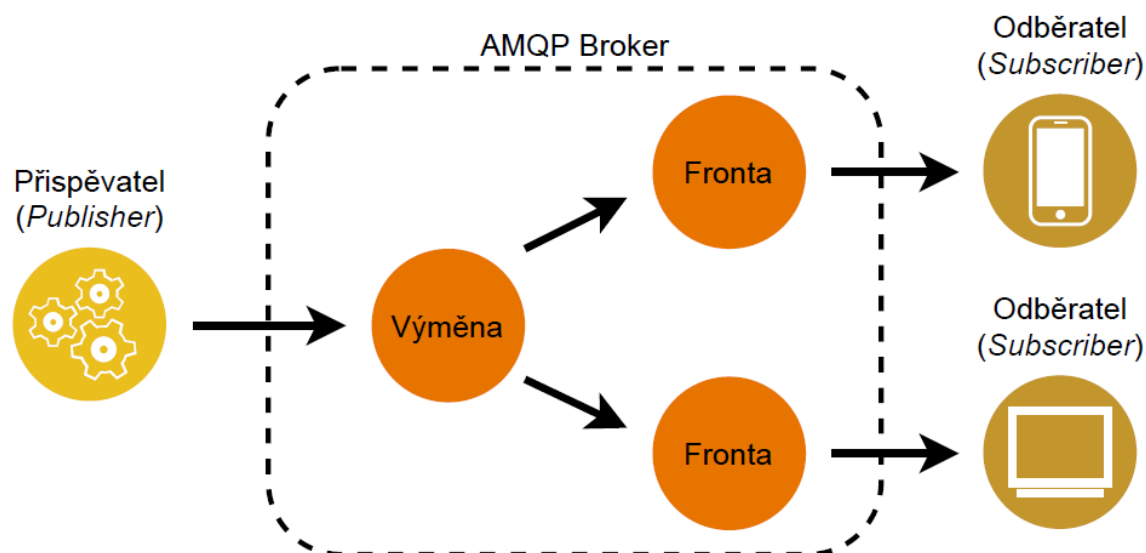 AMQP Broker
Přispěvatel
(Publisher)
Výměna
Fronta
Fronta
Odběratel
(Subscriber)
Odběratel
(Subscriber)